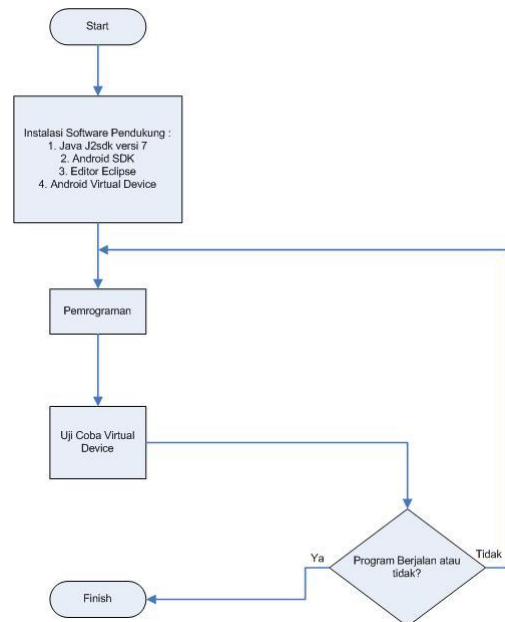 Start
Instalasi Software Pendukung :
1. Java J2sdk versi 7
2. Android SDK
3. Editor Eclipse
4. Android Virtual Device
Pemrograman
Uji Coba Virtual
Device
Program Berjalan atau
tidak?
Ya
Tidak
Finish